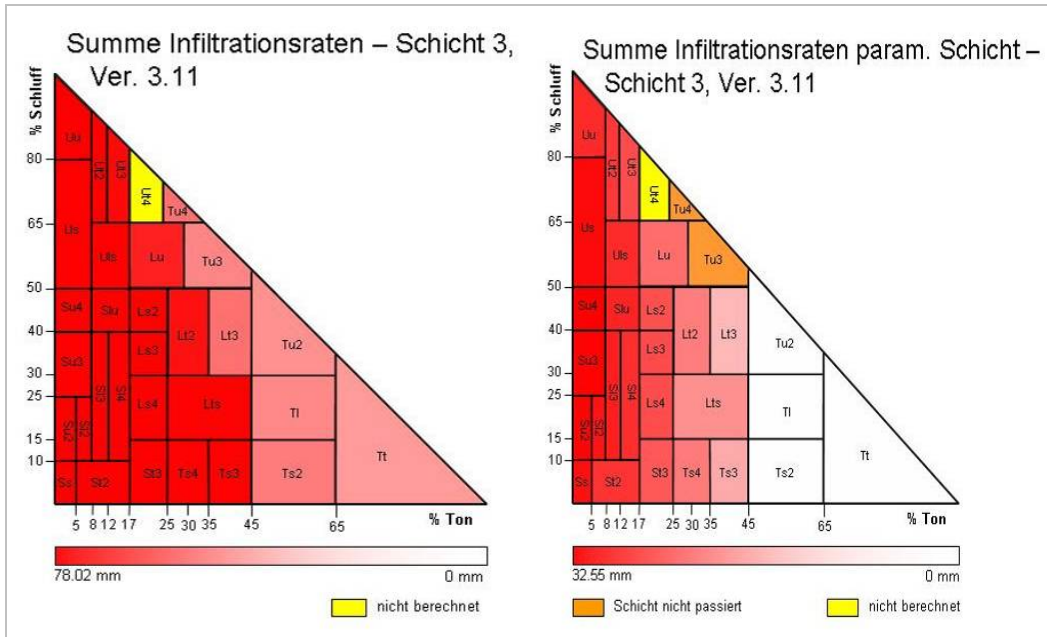 Summe Infiltrationsraten – Schicht 3,
Ver. 3.11
% Schluff
Uu
Ut2
Ut3
80
Ut4
Tu4
65
Us
Uls
Lu
Tu3
50
Su4
Slu
Ls2
Lt2
Lt3
40
Tu2
Su3
Sl3
Sl4
Ls3
30
25
Su2
Sl2
Ls4
Lts
Tl
15
Tt
10
Ss
St2
St3
Ts4
Ts3
Ts2
5 8 12 17 25 30 35 45 65
% Ton
78.02 mm 0 mm
nicht berechnet
Summe Infiltrationsraten param. Schicht –
Schicht 3, Ver. 3.11
% Schluff
Uu
Ut2
Ut3
80
Ut4
Tu4
65
Us
Uls
Lu
Tu3
50
Su4
Slu
Ls2
Lt2
Lt3
40
Tu2
Su3
Sl3
Sl4
Ls3
30
25
Su2
Sl2
Ls4
Lts
Tl
15
Tt
10
Ss
St2
St3
Ts4
Ts3
Ts2
5 8 12 17 25 30 35 45 65
% Ton
32.55 mm 0 mm
Schicht nicht passiert nicht berechnet